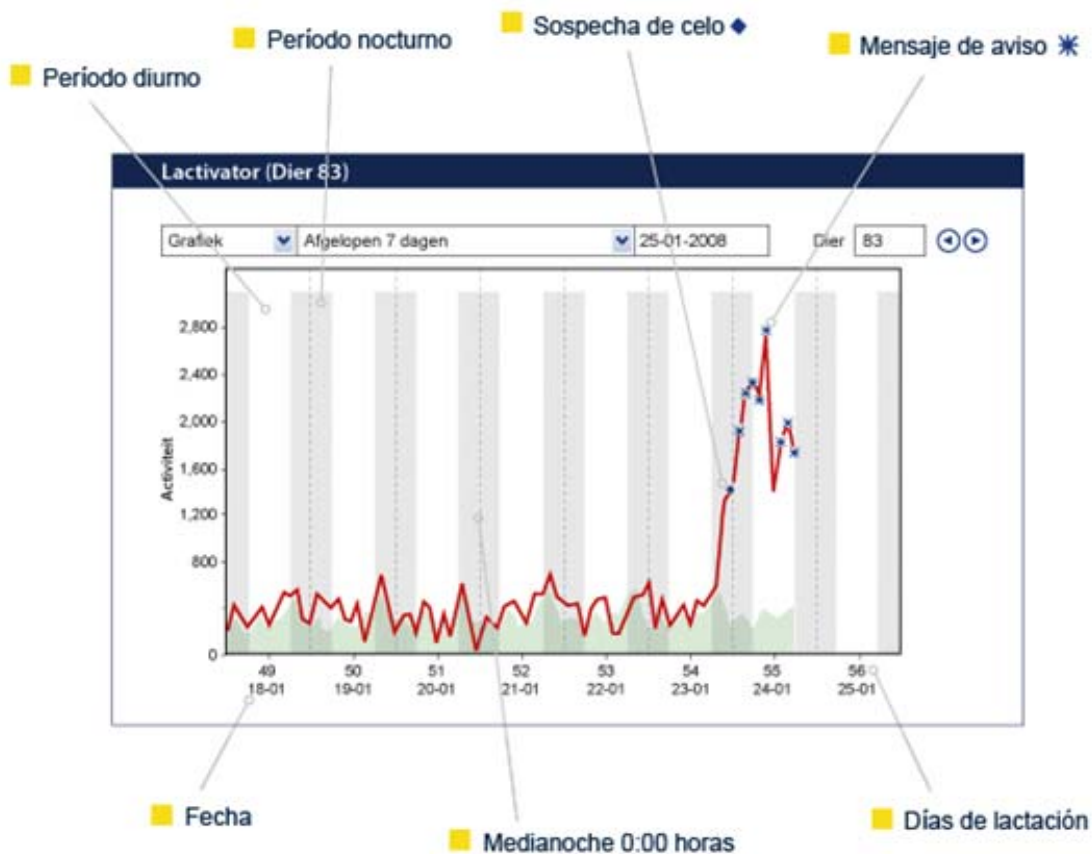 Sospecha de celo ◆
Período nocturno
Mensaje de aviso ✳
Período diurno
Lactivator (Dier 83)
Grafiek
Afgelopen 7 dagen
25-01-2008
Dier 83
2,800
2,400
2,000
1,600
1,200
800
0
Activiteit
49 50 51 52 53 54 55 56
18-01 19-01 20-01 21-01 22-01 23-01 24-01 25-01
Fecha
Días de lactación
Medianoche 0:00 horas